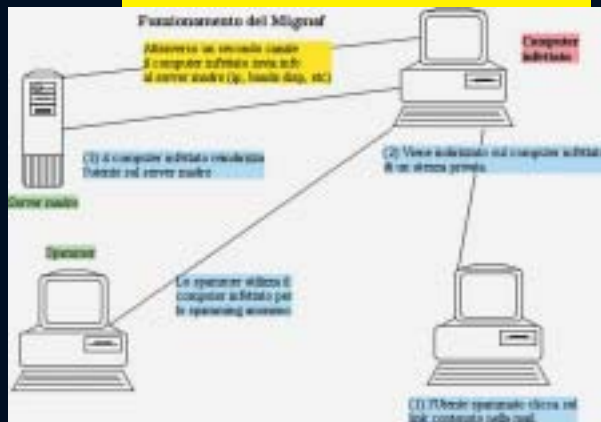 Funzionamento del Migmaf
Attraverso un secondo canale
il computer infettato invia info
al server madre (ip, banda disp, etc)
Computer
infettato
(3) il computer infettato reindirizza
l'utente sul server madre
(2) Viene indirizzato sul computer infettato
di un utenza privata.
Server madre
Spammer
Lo spammer utilizza il
computer infettato per
lo spamming anonimo
(1) l'Utente spammato clicca sul
link contenuto nella mail.